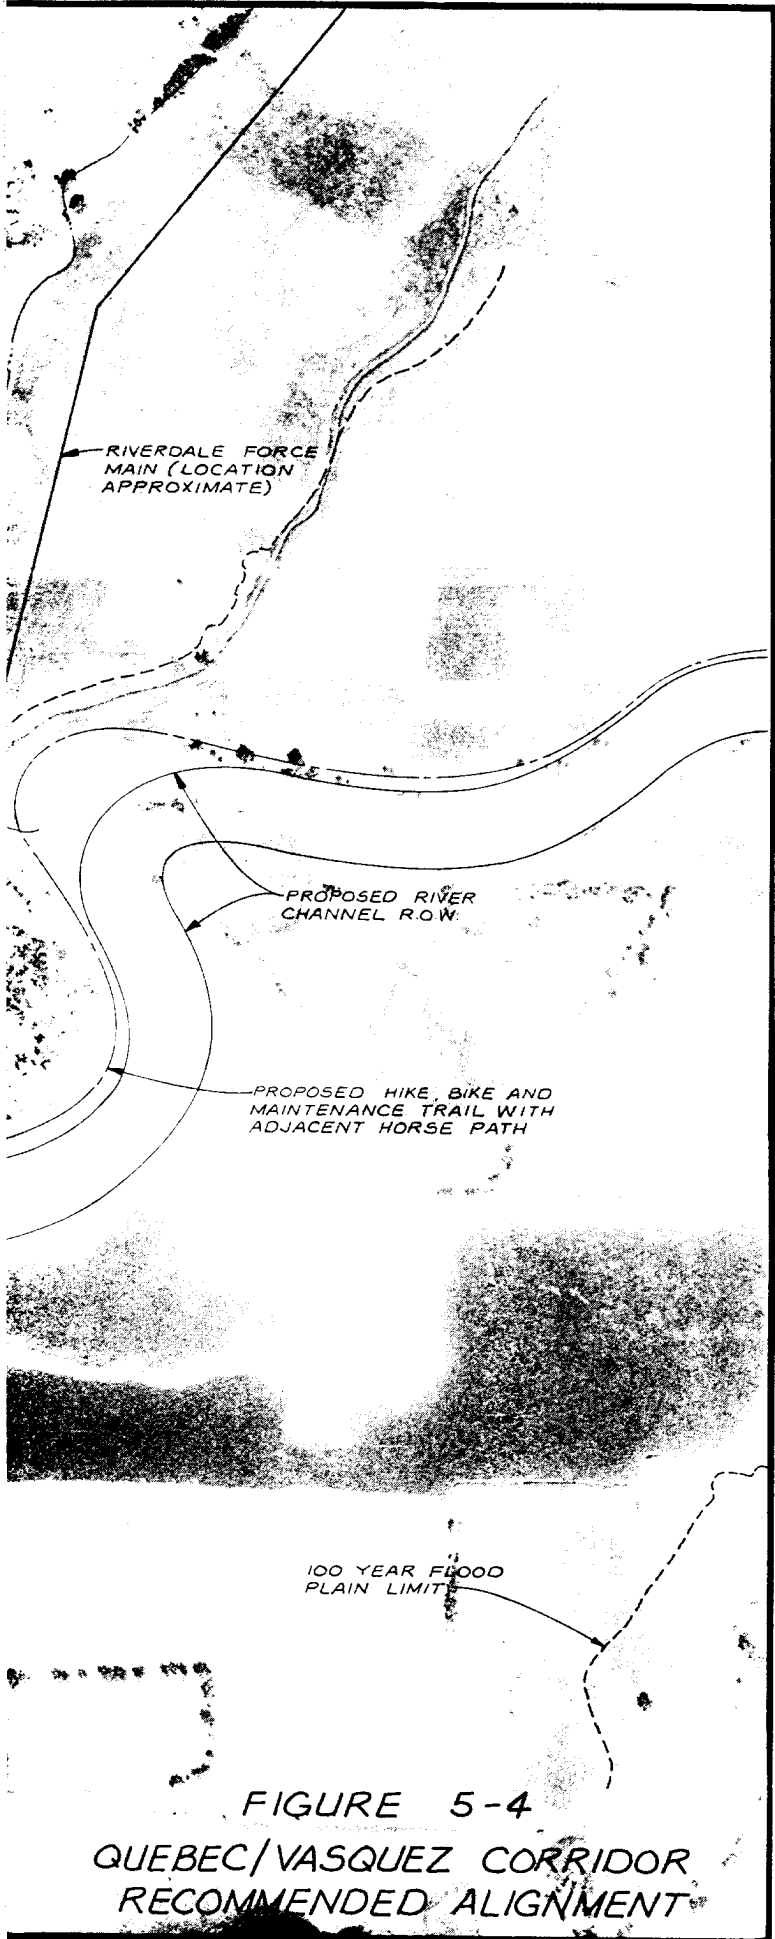 RIVERDALE FORCE
MAIN (LOCATION
APPROXIMATE)
PROPOSED RIVER
CHANNEL R.O.W.
PROPOSED HIKE, BIKE AND
MAINTENANCE TRAIL WITH
ADJACENT HORSE PATH
100 YEAR FLOOD
PLAIN LIMIT
FIGURE 5-4
QUEBEC/VASQUEZ CORRIDOR
RECOMMENDED ALIGNMENT